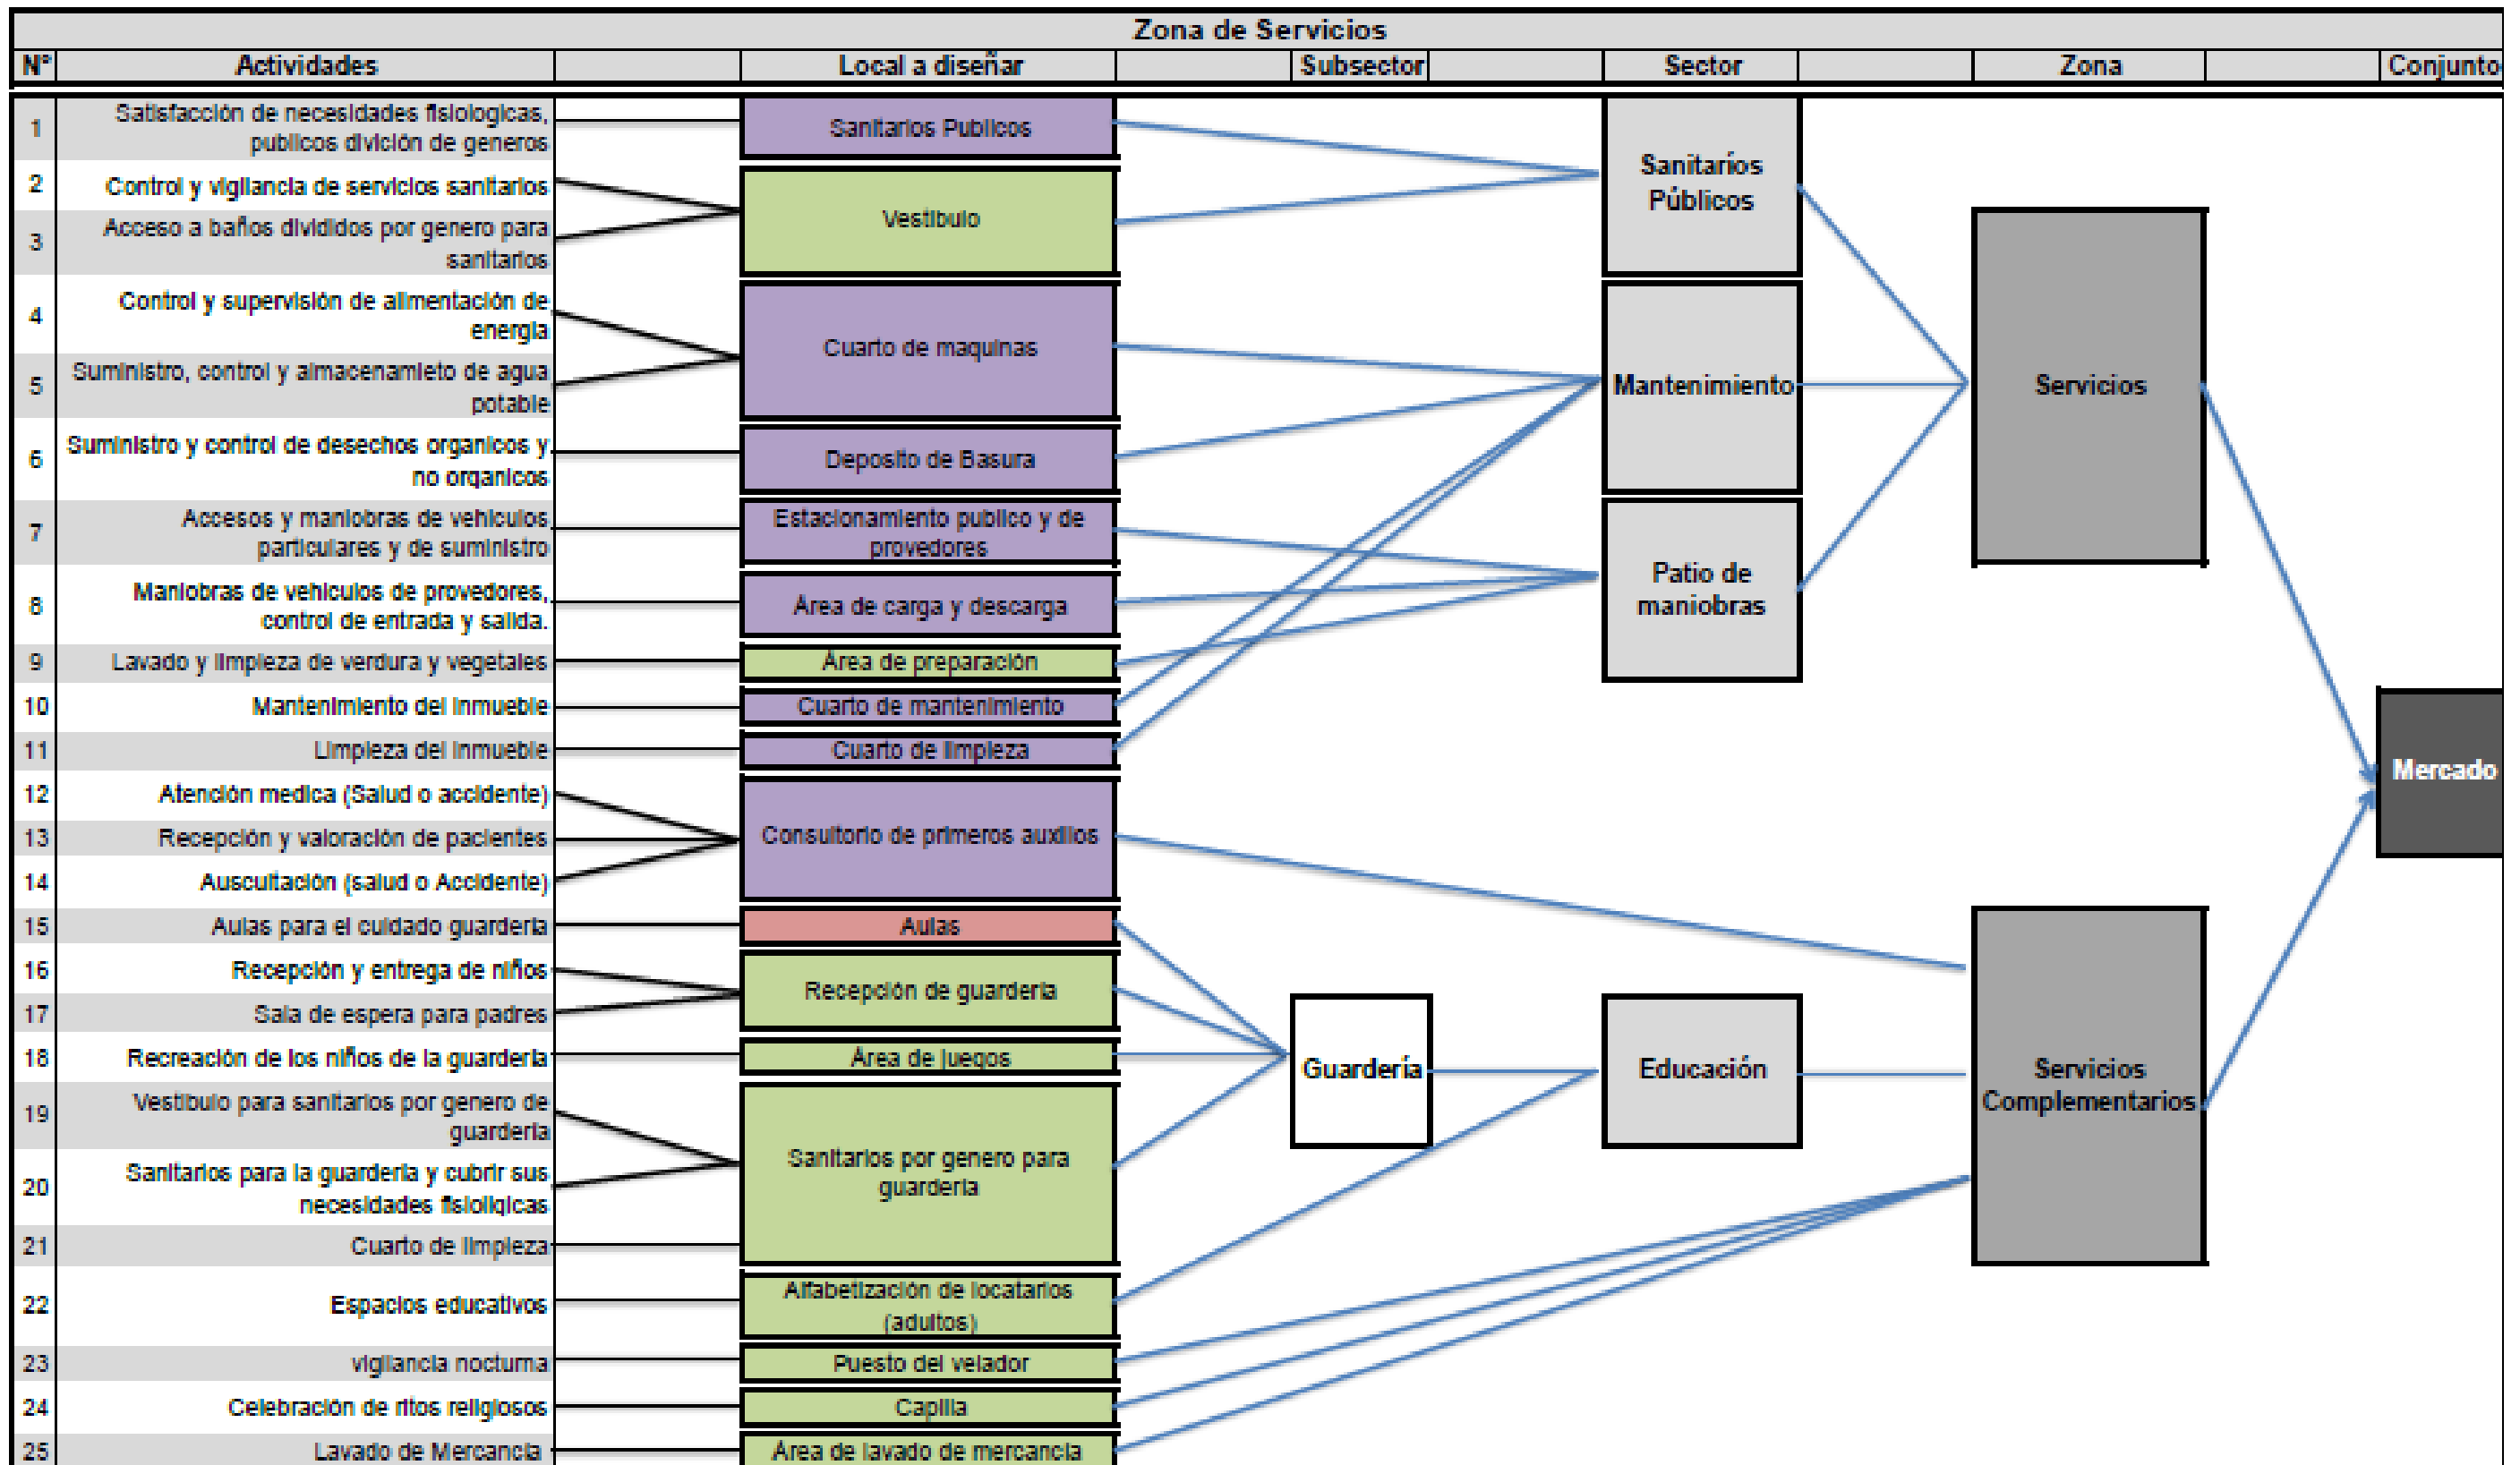 Zona de Servicios
N° Actividades Local a diseñar Subsector Sector Zona Conjunto
1
Satisfacción de necesidades fisiologicas,
publicos divición de generos
Sanitarios Publicos
2
Control y vigilancia de servicios sanitarios
3
Acceso a baños divididos por genero para
sanitarios
Vestibulo
Sanitaríos
Públicos
4
Control y supervisión de alimentación de
energia
5
Suministro, control y almacenamieto de agua
potable
Cuarto de maquinas
Mantenimiento
Servicios
6
Suministro y control de desechos organicos y
no organicos
Deposito de Basura
7
Accesos y maniobras de vehiculos
particulares y de suministro
Estacionamiento publico y de
provedores
8
Maniobras de vehiculos de provedores,
control de entrada y salida.
Área de carga y descarga
Patio de
maniobras
9
Lavado y limpieza de verdura y vegetales
Área de preparación
10
Mantenimiento del inmueble
Cuarto de mantenimiento
11
Limpieza del inmueble
Cuarto de limpieza
Mercado
12
Atención medica (Salud o accidente)
13
Recepción y valoración de pacientes
14
Auscultación (salud o Accidente)
Consultorio de primeros auxilios
15
Aulas para el cuidado guarderia
Aulas
16
Recepción y entrega de niños
17
Sala de espera para padres
Recepción de guarderia
18
Recreación de los niños de la guarderia
Área de juegos
Guardería
Educación
Servicios
Complementarios
19
Vestibulo para sanitarios por genero de
guarderia
20
Sanitarios para la guarderia y cubrir sus
necesidades fisioligicas
Sanitarios por genero para
guarderia
21
Cuarto de limpieza
22
Espacios educativos
Alfabetización de locatarios
(adultos)
23
vigilancia nocturna
Puesto del velador
24
Celebración de ritos religiosos
Capilla
25
Lavado de Mercancia
Área de lavado de mercancia